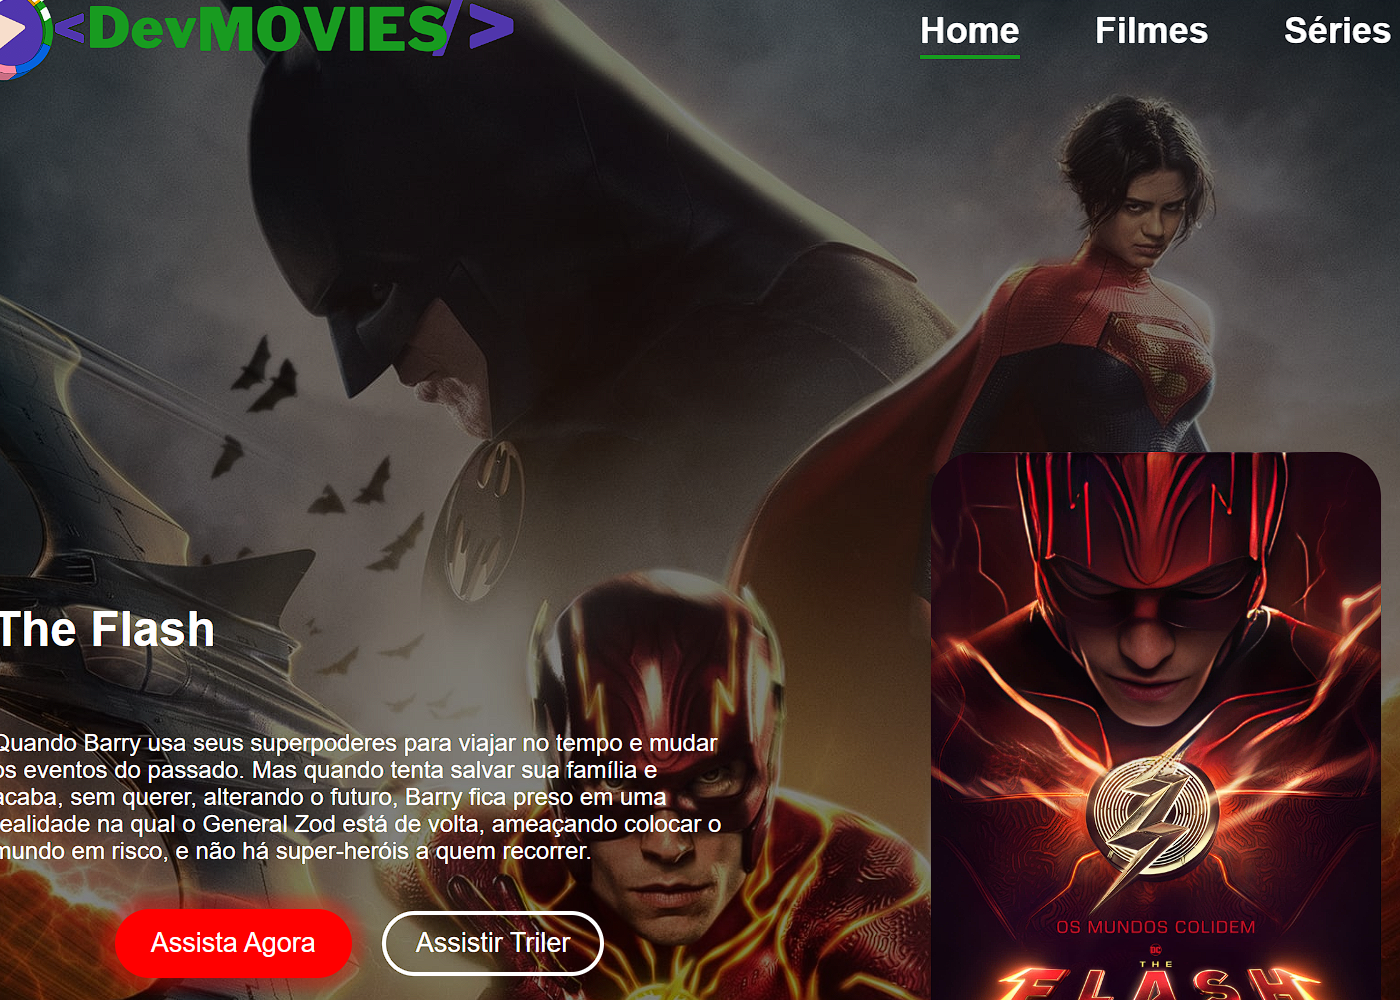 <DevMOVIES/>
Home Filmes Séries
The Flash
Quando Barry usa seus superpoderes para viajar no tempo e mudar
os eventos do passado. Mas quando tenta salvar sua família e
acaba, sem querer, alterando o futuro, Barry fica preso em uma
realidade na qual o General Zod está de volta, ameaçando colocar o
mundo em risco, e não há super-heróis a quem recorrer.
Assista Agora
Assistir Triler
OS MUNDOS COLIDEM
DC
THE
FLASH